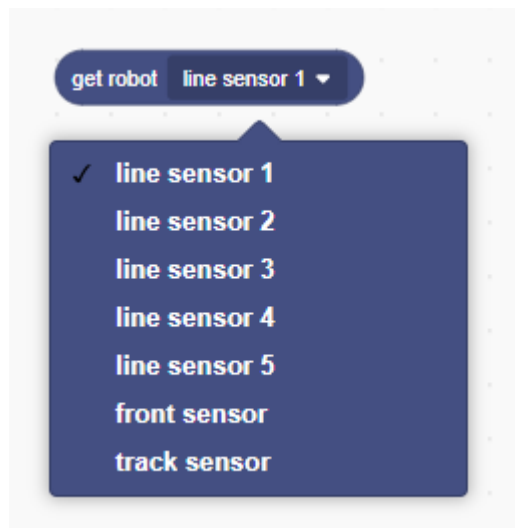 get robot line sensor 1
line sensor 1
line sensor 2
line sensor 3
line sensor 4
line sensor 5
front sensor
track sensor